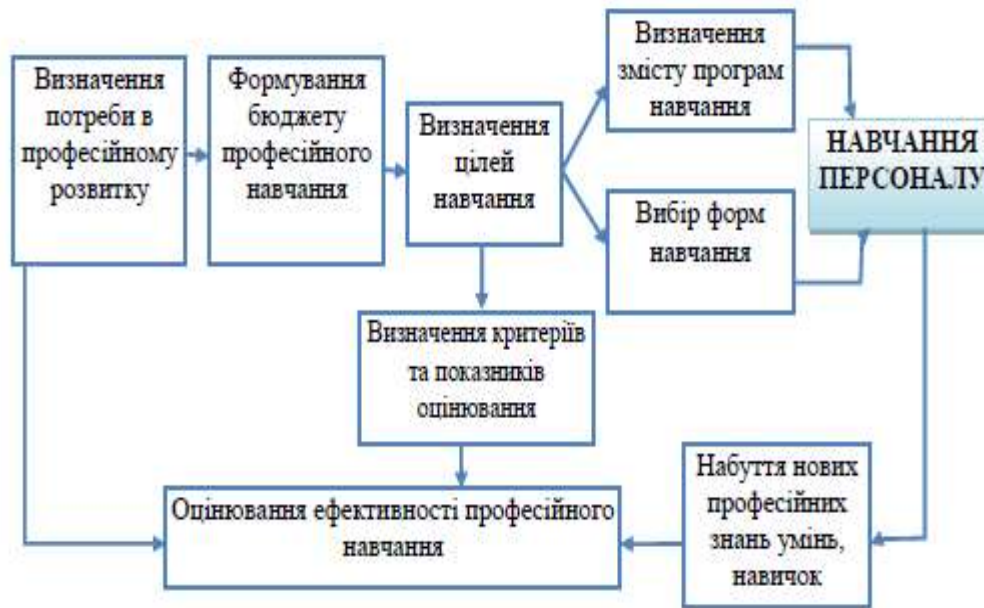 Визначення
потреби в
професійному
розвитку
Формування
бюджету
професійного
навчання
Визначення
цілей
навчання
Визначення
змісту програм
навчання
Вибір форм
навчання
НАВЧАННЯ
ПЕРСОНАЛУ
Визначення критеріїв
та показників
оцінювання
Оцінювання ефективності професійного
навчання
Набуття нових
професійних
знань умінь,
навичок